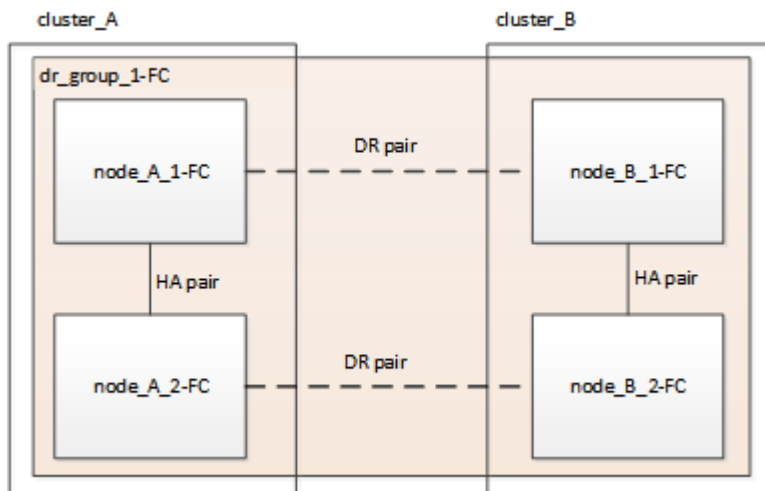 cluster_A
cluster_B
dr_group_1-FC
node_A_1-FC
DR pair
node_B_1-FC
HA pair
HA pair
node_A_2-FC
DR pair
node_B_2-FC